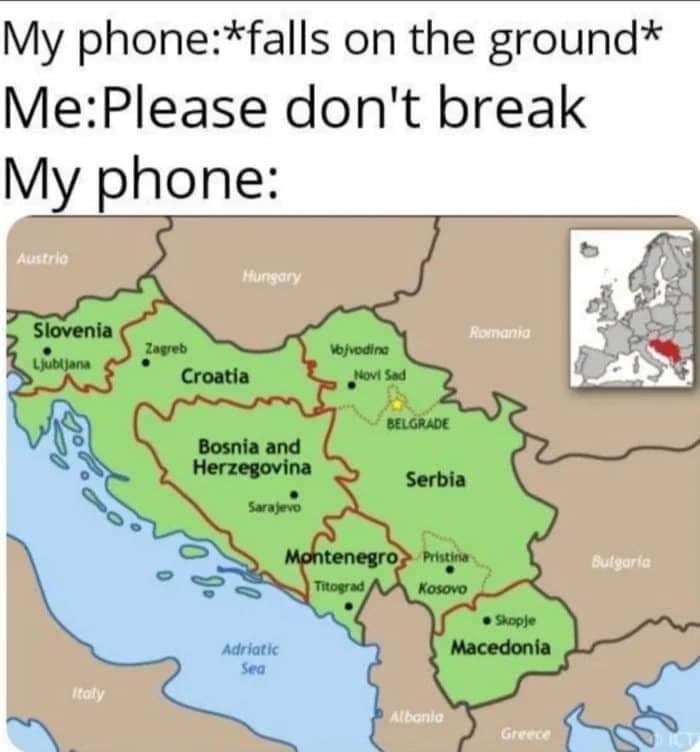 My phone:*falls on the ground*
Me:Please don't break
My phone:
Austria
Hungary
Slovenia
Romania
Zagreb
Vojvodina
Ljubljana
Croatia
Novi Sad
BELGRADE
Bosnia and
Herzegovina
Serbia
Sarajevo
Montenegro
Pristina
Bulgaria
Titograd
Kosovo
Skopje
Adriatic
Sea
Macedonia
Italy
Albania
Greece